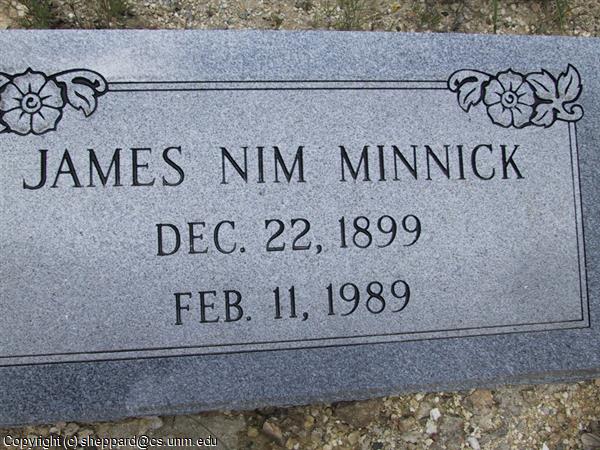 JAMES NIM MINNICK
DEC. 22, 1899
FEB. 11, 1989
Copyright (c) sheppard@cs.unm.edu